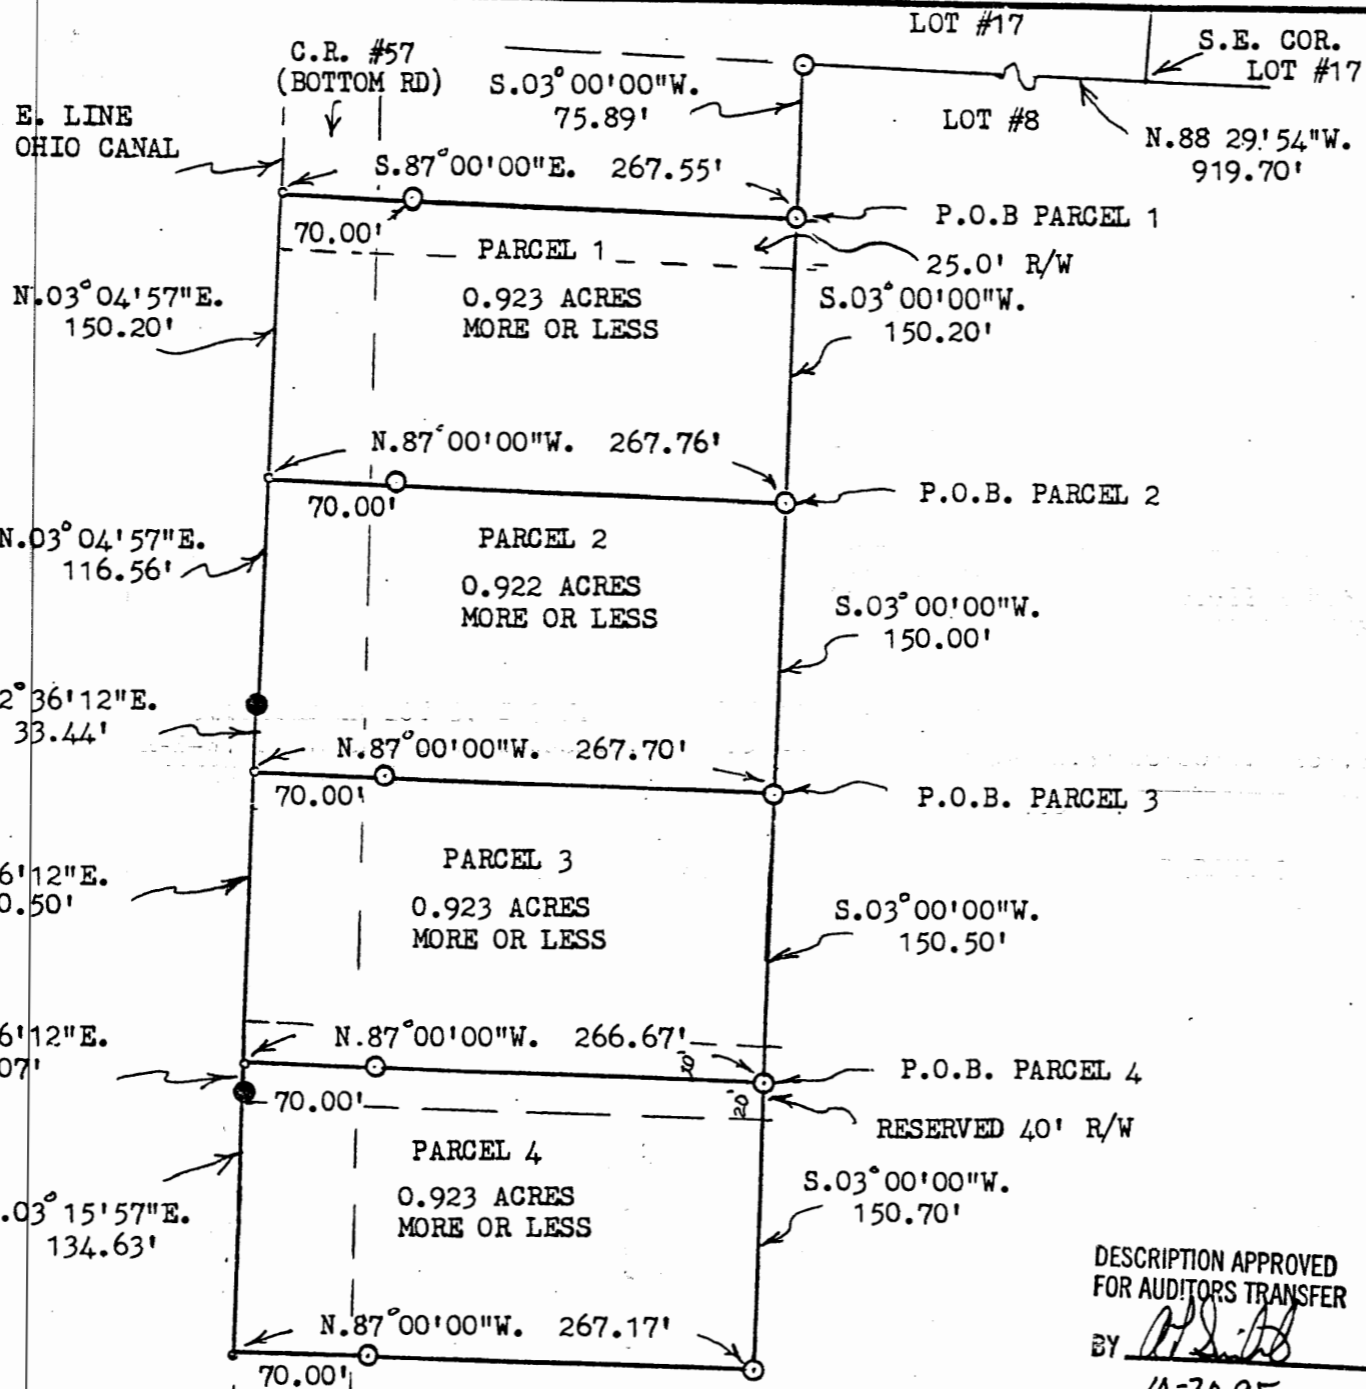 LOT #17
S.E. COR.
LOT #17
C.R. #57
(BOTTOM RD)
S.03°00'00"W.
75.89'
LOT #8
N.88 29'54"W.
919.70'
E. LINE
OHIO CANAL
S.87°00'00"E. 267.55'
P.O.B PARCEL 1
70.00'
PARCEL 1
25.0' R/W
N.03°04'57"E.
150.20'
0.923 ACRES
MORE OR LESS
S.03°00'00"W.
150.20'
N.87°00'00"W. 267.76'
P.O.B. PARCEL 2
70.00'
N.03°04'57"E.
116.56'
PARCEL 2
0.922 ACRES
MORE OR LESS
S.03°00'00"W.
150.00'
2°36'12"E.
33.44'
N.87°00'00"W. 267.70'
P.O.B. PARCEL 3
70.00'
PARCEL 3
6'12"E.
0.50'
0.923 ACRES
MORE OR LESS
S.03°00'00"W.
150.50'
6'12"E.
07'
N.87°00'00"W. 266.67'
P.O.B. PARCEL 4
70.00'
20'
RESERVED 40' R/W
PARCEL 4
0.923 ACRES
MORE OR LESS
S.03°00'00"W.
150.70'
.03°15'57"E.
134.63'
N.87°00'00"W. 267.17'
70.00'
DESCRIPTION APPROVED
FOR AUDITORS TRANSFER
BY